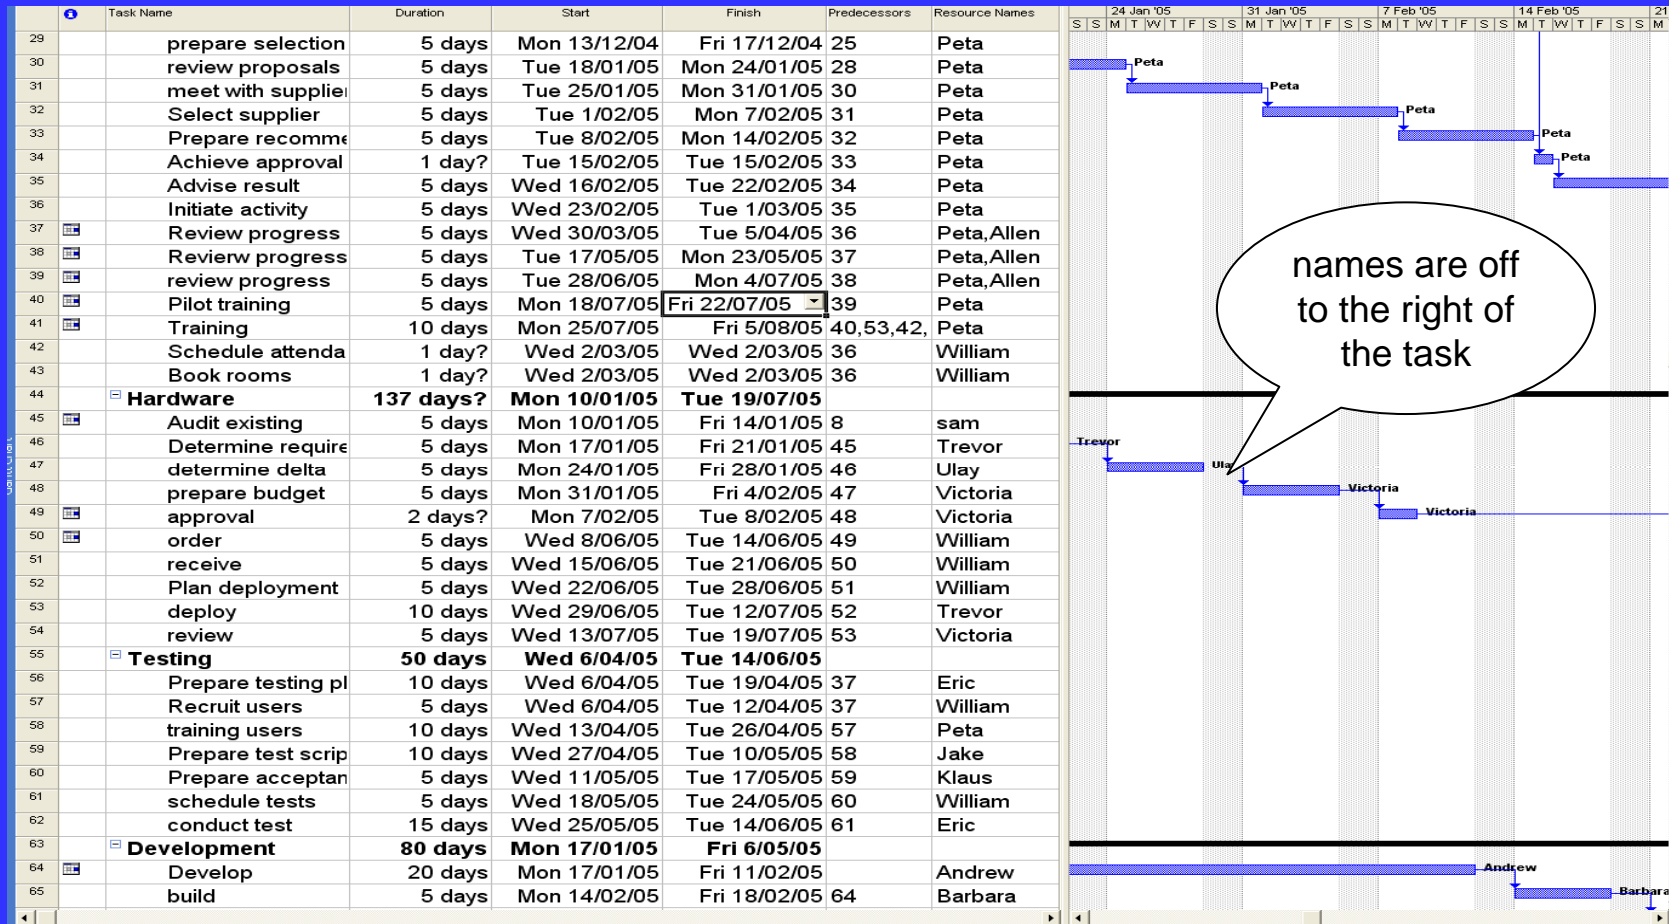 Task Name Duration Start Finish Predecessors Resource Names
29 prepare selection 5 days Mon 13/12/04 Fri 17/12/04 25 Peta
30 review proposals 5 days Tue 18/01/05 Mon 24/01/05 28 Peta
31 meet with supplier 5 days Tue 25/01/05 Mon 31/01/05 30 Peta
32 Select supplier 5 days Tue 1/02/05 Mon 7/02/05 31 Peta
33 Prepare recomme 5 days Tue 8/02/05 Mon 14/02/05 32 Peta
34 Achieve approval 1 day? Tue 15/02/05 Tue 15/02/05 33 Peta
35 Advise result 5 days Wed 16/02/05 Tue 22/02/05 34 Peta
36 Initiate activity 5 days Wed 23/02/05 Tue 1/03/05 35 Peta
37 Review progress 5 days Wed 30/03/05 Tue 5/04/05 36 Peta,Allen
38 Revierw progress 5 days Tue 17/05/05 Mon 23/05/05 37 Peta,Allen
39 review progress 5 days Tue 28/06/05 Mon 4/07/05 38 Peta,Allen
40 Pilot training 5 days Mon 18/07/05 Fri 22/07/05 39 Peta
41 Training 10 days Mon 25/07/05 Fri 5/08/05 40,53,42, Peta
42 Schedule attenda 1 day? Wed 2/03/05 Wed 2/03/05 36 William
43 Book rooms 1 day? Wed 2/03/05 Wed 2/03/05 36 William
44 Hardware 137 days? Mon 10/01/05 Tue 19/07/05
45 Audit existing 5 days Mon 10/01/05 Fri 14/01/05 8 sam
46 Determine require 5 days Mon 17/01/05 Fri 21/01/05 45 Trevor
47 determine delta 5 days Mon 24/01/05 Fri 28/01/05 46 Ulay
48 prepare budget 5 days Mon 31/01/05 Fri 4/02/05 47 Victoria
49 approval 2 days? Mon 7/02/05 Tue 8/02/05 48 Victoria
50 order 5 days Wed 8/06/05 Tue 14/06/05 49 William
51 receive 5 days Wed 15/06/05 Tue 21/06/05 50 William
52 Plan deployment 5 days Wed 22/06/05 Tue 28/06/05 51 William
53 deploy 10 days Wed 29/06/05 Tue 12/07/05 52 Trevor
54 review 5 days Wed 13/07/05 Tue 19/07/05 53 Victoria
55 Testing 50 days Wed 6/04/05 Tue 14/06/05
56 Prepare testing pl 10 days Wed 6/04/05 Tue 19/04/05 37 Eric
57 Recruit users 5 days Wed 6/04/05 Tue 12/04/05 37 William
58 training users 10 days Wed 13/04/05 Tue 26/04/05 57 Peta
59 Prepare test scrip 10 days Wed 27/04/05 Tue 10/05/05 58 Jake
60 Prepare acceptan 5 days Wed 11/05/05 Tue 17/05/05 59 Klaus
61 schedule tests 5 days Wed 18/05/05 Tue 24/05/05 60 William
62 conduct test 15 days Wed 25/05/05 Tue 14/06/05 61 Eric
63 Development 80 days Mon 17/01/05 Fri 6/05/05
64 Develop 20 days Mon 17/01/05 Fri 11/02/05 Andrew
65 build 5 days Mon 14/02/05 Fri 18/02/05 64 Barbara
24 Jan '05 31 Jan '05 7 Feb '05 14 Feb '05 21
S S M T W T F S S M T W T F S S M T W T F S S M T W T F S S M
Peta
Peta
Peta
Peta
Peta
names are off
to the right of
the task
Trevor
Victoria
Victoria
Andrew
Barbara